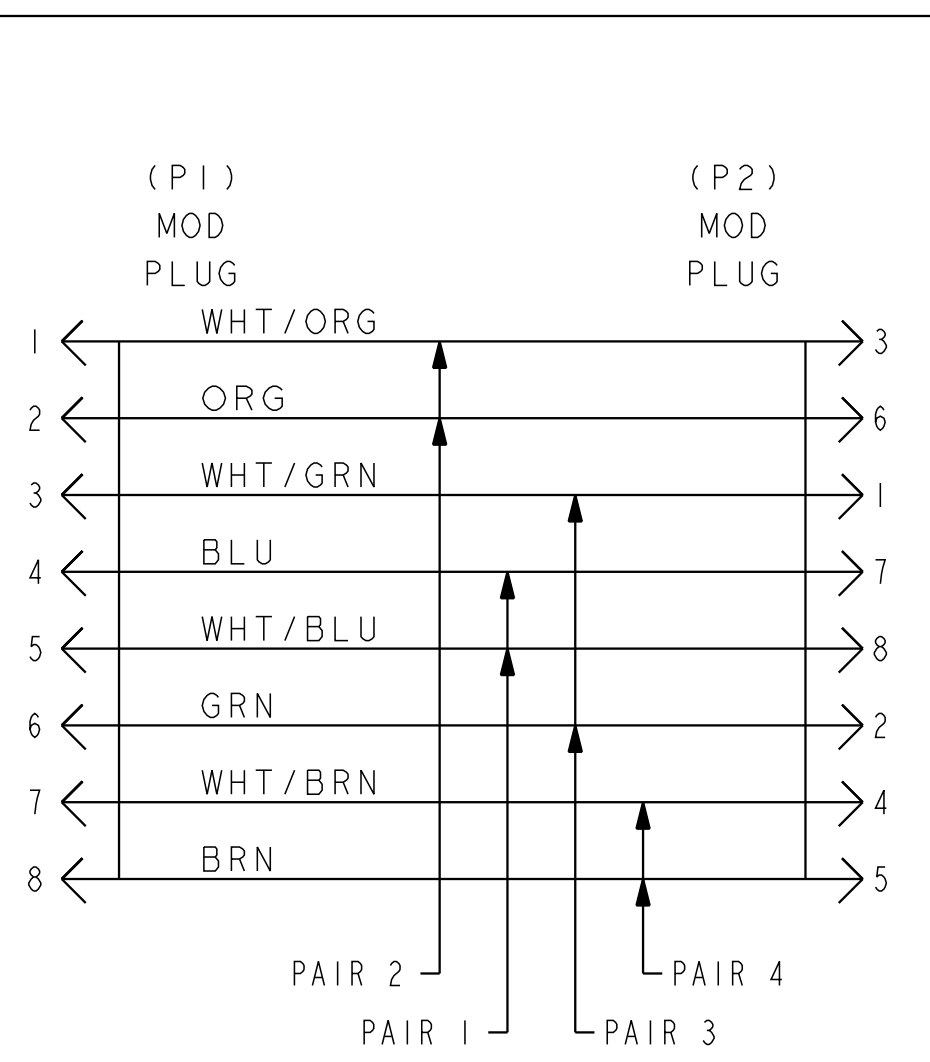 (P1) (P2)
MOD MOD
PLUG PLUG
1 WHT/ORG 3
2 ORG 6
3 WHT/GRN 1
4 BLU 7
5 WHT/BLU 8
6 GRN 2
7 WHT/BRN 4
8 BRN 5
PAIR 2 PAIR 4
PAIR 1 PAIR 3